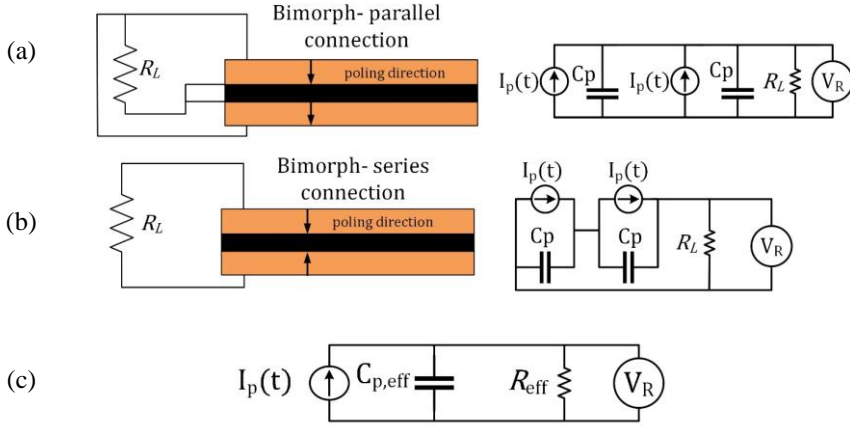 (a)
Bimorph- parallel
connection
poling direction
R_L
I_p(t)
Cp
I_p(t)
Cp
R_L
V_R
(b)
Bimorph- series
connection
poling direction
R_L
I_p(t)
I_p(t)
Cp
Cp
R_L
V_R
(c)
I_p(t)
C_p,eff
R_eff
V_R